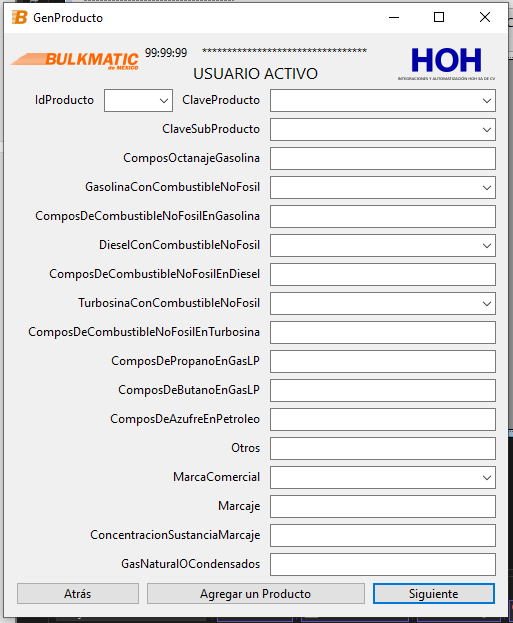 GenProducto
BULKMATIC
de MÉXICO
99:99:99
*********************************
HOH
INTEGRACIONES Y AUTOMATIZACIÓN HOH SA DE CV
USUARIO ACTIVO
IdProducto ClaveProducto
ClaveSubProducto
ComposOctanajeGasolina
GasolinaConCombustibleNoFosil
ComposDeCombustibleNoFosilEnGasolina
DieselConCombustibleNoFosil
ComposDeCombustibleNoFosilEnDiesel
TurbosinaConCombustibleNoFosil
ComposDeCombustibleNoFosilEnTurbosina
ComposDePropanoEnGasLP
ComposDeButanoEnGasLP
ComposDeAzufreEnPetroleo
Otros
MarcaComercial
Marcaje
ConcentracionSustanciaMarcaje
GasNaturalOCondensados
Atrás Agregar un Producto Siguiente